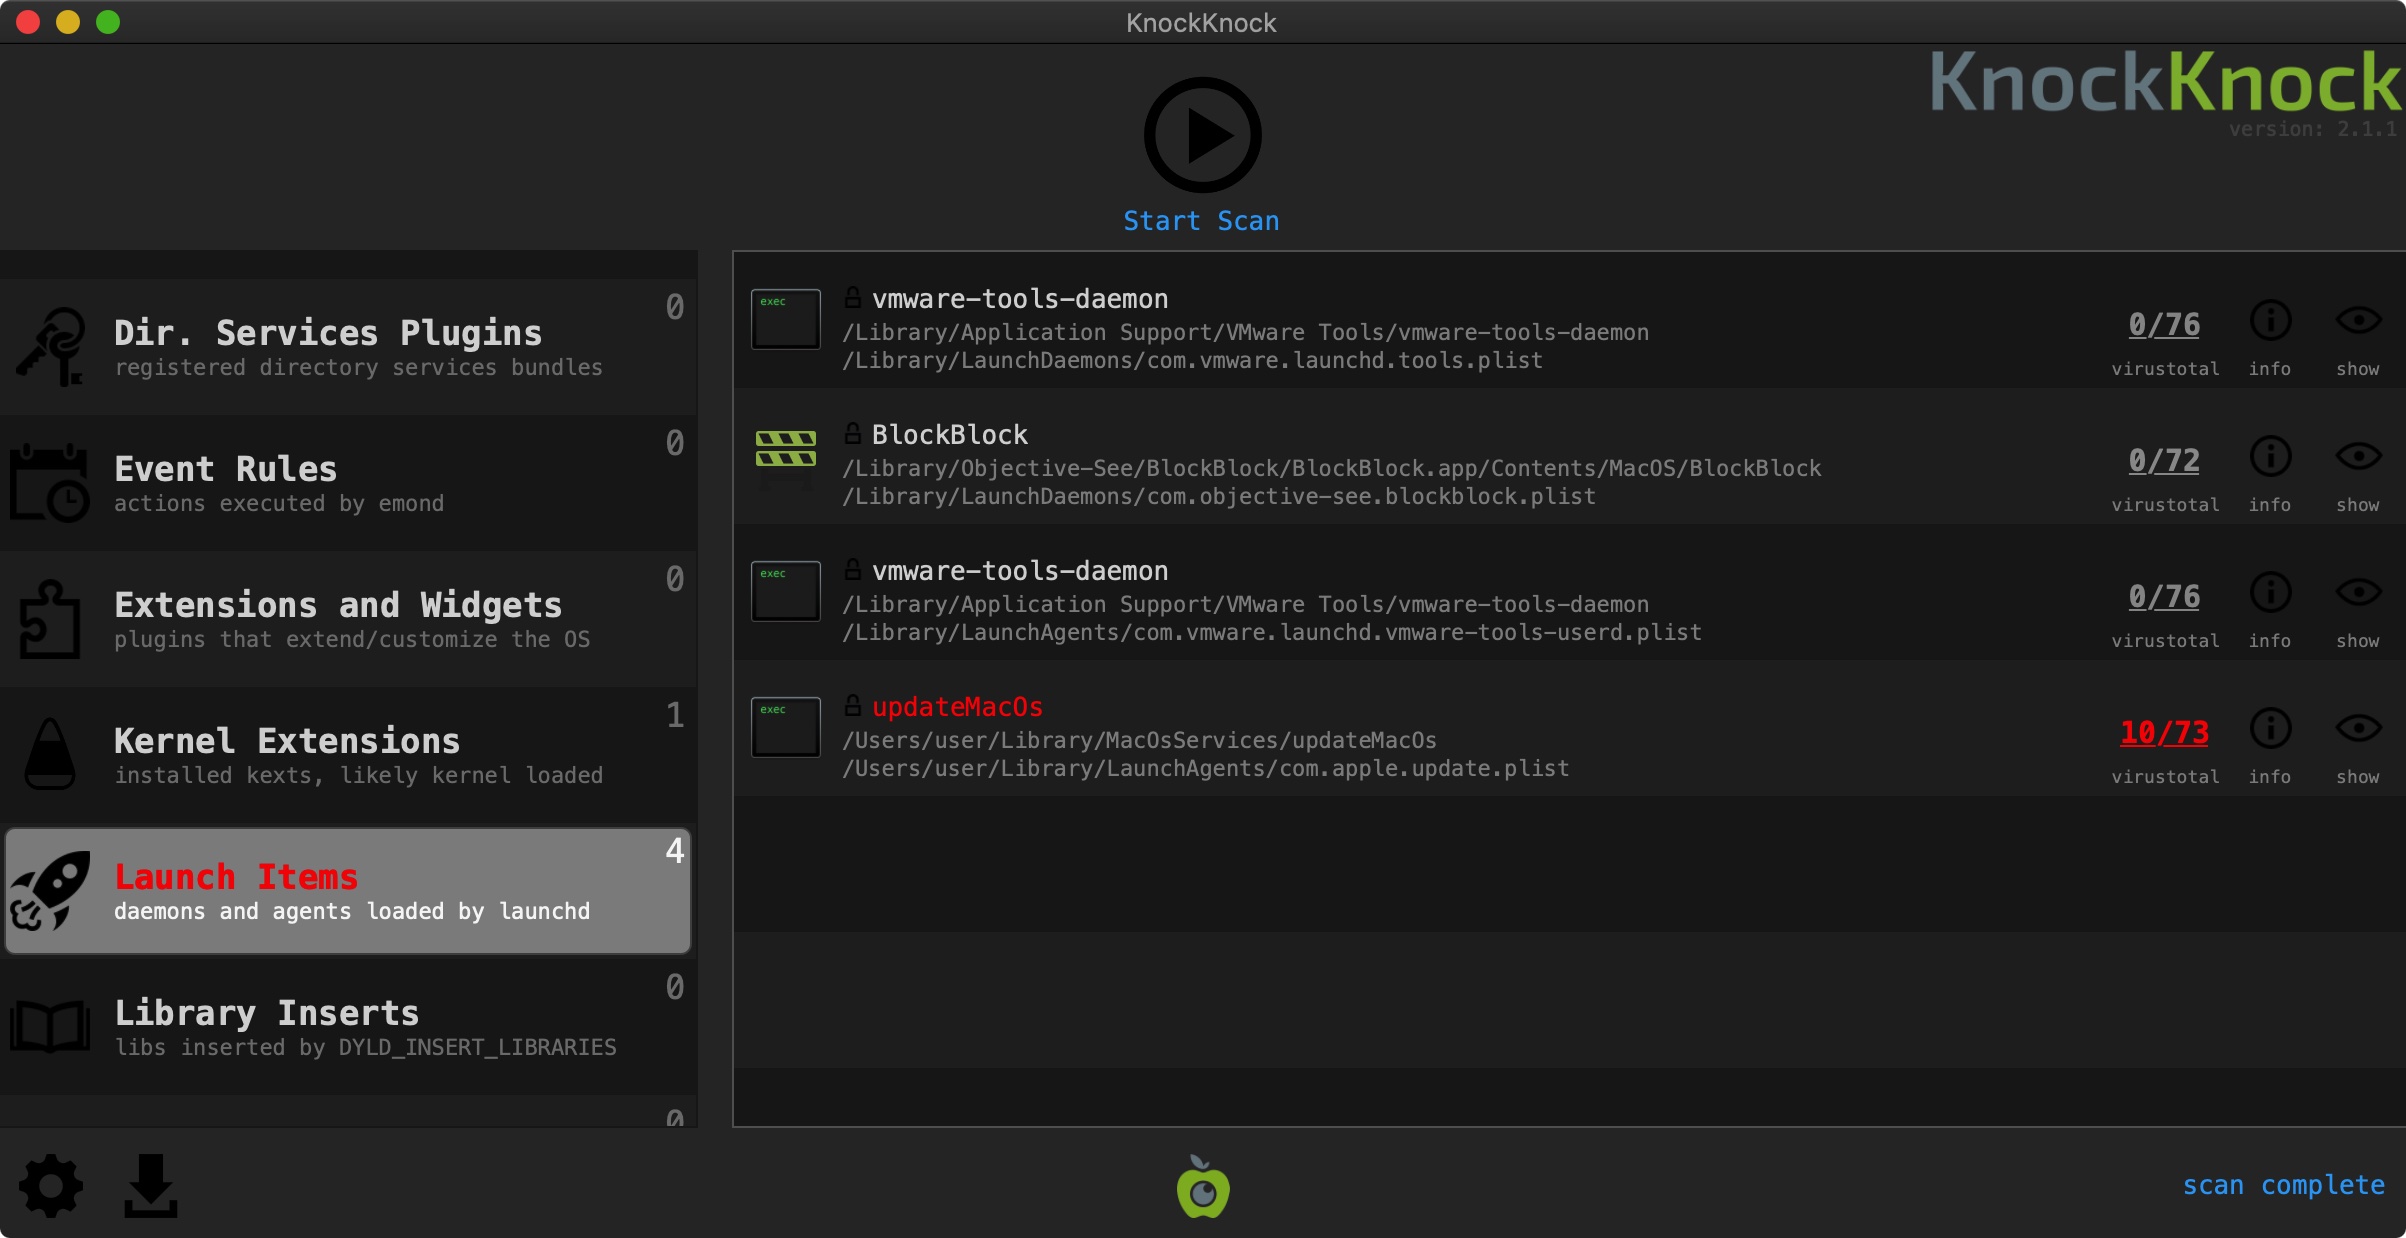 KnockKnock
KnockKnock
version: 2.1.1
Start Scan
0
Dir. Services Plugins
registered directory services bundles
0
Event Rules
actions executed by emond
0
Extensions and Widgets
plugins that extend/customize the OS
1
Kernel Extensions
installed kexts, likely kernel loaded
4
Launch Items
daemons and agents loaded by launchd
0
Library Inserts
libs inserted by DYLD_INSERT_LIBRARIES
0
exec
vmware-tools-daemon
/Library/Application Support/VMware Tools/vmware-tools-daemon
/Library/LaunchDaemons/com.vmware.launchd.tools.plist
0/76
virustotal info show
BlockBlock
/Library/Objective-See/BlockBlock/BlockBlock.app/Contents/MacOS/BlockBlock
/Library/LaunchDaemons/com.objective-see.blockblock.plist
0/72
virustotal info show
exec
vmware-tools-daemon
/Library/Application Support/VMware Tools/vmware-tools-daemon
/Library/LaunchAgents/com.vmware.launchd.vmware-tools-userd.plist
0/76
virustotal info show
exec
updateMacOs
/Users/user/Library/MacOsServices/updateMacOs
/Users/user/Library/LaunchAgents/com.apple.update.plist
10/73
virustotal info show
scan complete